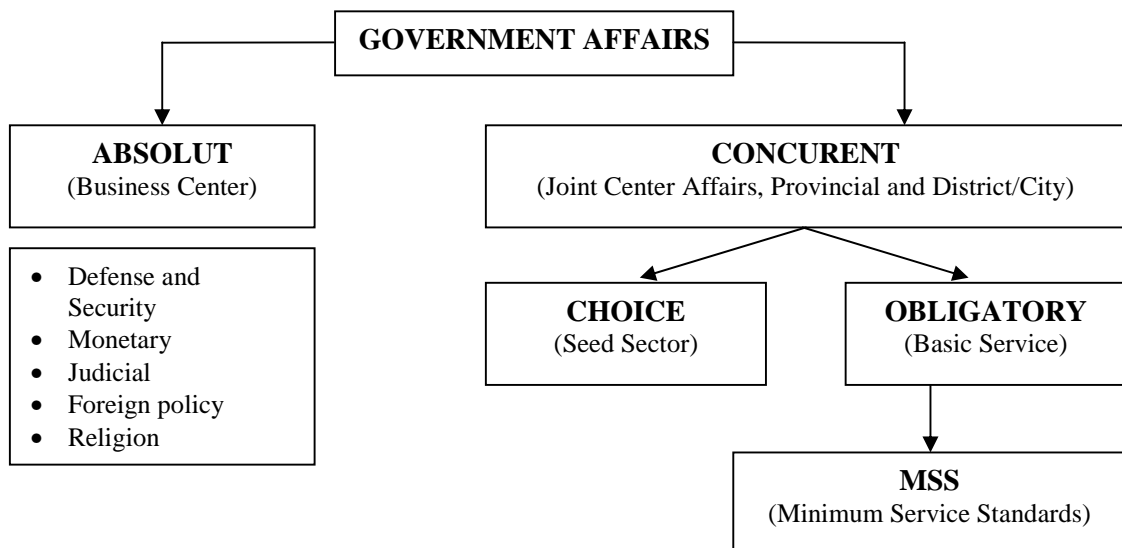 GOVERNMENT AFFAIRS
ABSOLUT
(Business Center)
• Defense and
Security
• Monetary
• Judicial
• Foreign policy
• Religion
CONCURENT
(Joint Center Affairs, Provincial and District/City)
CHOICE
(Seed Sector)
OBLIGATORY
(Basic Service)
MSS
(Minimum Service Standards)